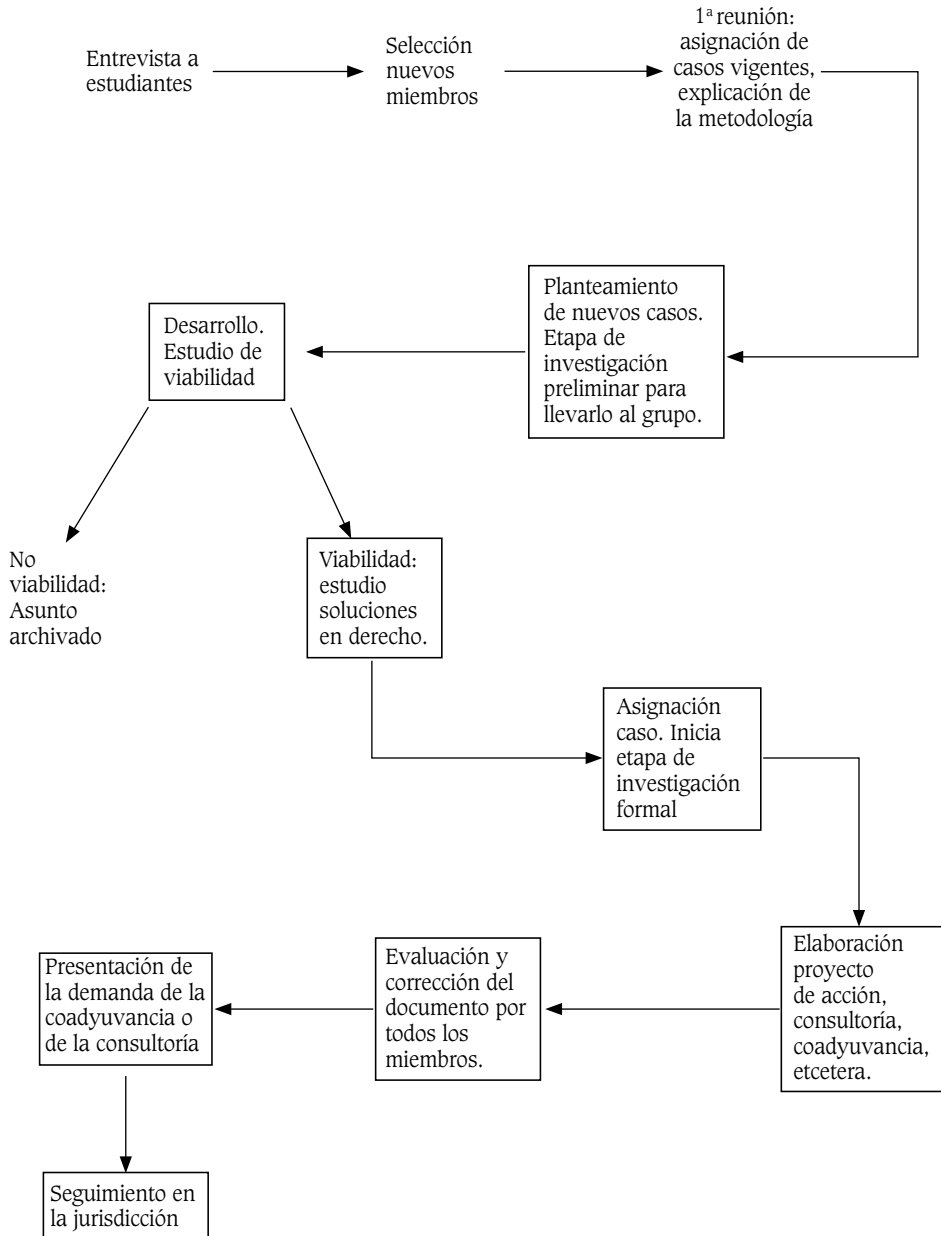 Entrevista a
estudiantes
Selección
nuevos
miembros
1ª reunión:
asignación de
casos vigentes,
explicación de
la metodología
Planteamiento
de nuevos casos.
Etapa de
investigación
preliminar para
llevarlo al grupo.
Desarrollo.
Estudio de
viabilidad
No
viabilidad:
Asunto
archivado
Viabilidad:
estudio
soluciones
en derecho.
Asignación
caso. Inicia
etapa de
investigación
formal
Elaboración
proyecto
de acción,
consultoría,
coadyuvancia,
etcetera.
Evaluación y
corrección del
documento por
todos los
miembros.
Presentación de
la demanda de la
coadyuvancia o
de la consultoría
Seguimiento en
la jurisdicción